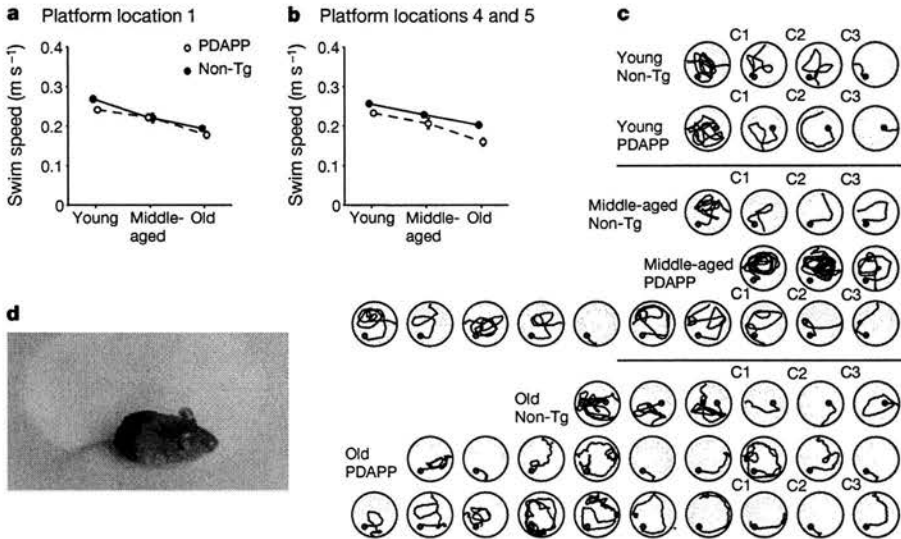 a Platform location 1
Swim speed (m s⁻¹)
0.4
0.3
0.2
0.1
0
Young
Middle-
aged
Old
PDAPP
Non-Tg
b Platform locations 4 and 5
Swim speed (m s⁻¹)
0.4
0.3
0.2
0.1
0
Young
Middle-
aged
Old
c
C1 C2 C3
Young
Non-Tg
C1 C2 C3
Young
PDAPP
C1 C2 C3
Middle-aged
Non-Tg
Middle-aged
PDAPP
C1 C2 C3
C1 C2 C3
Old
Non-Tg
Old
PDAPP
C1 C2 C3
d